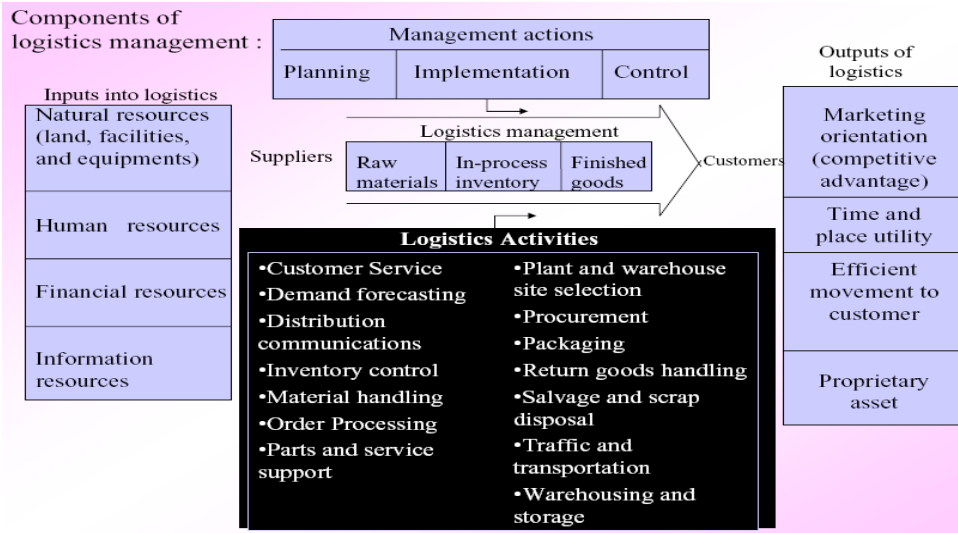 Components of
logistics management :
Management actions
Planning
Implementation
Control
Inputs into logistics
Natural resources
(land, facilities,
and equipments)
Human resources
Financial resources
Information
resources
Suppliers
Logistics management
Raw
materials
In-process
inventory
Finished
goods
Customers
Outputs of
logistics
Marketing
orientation
(competitive
advantage)
Time and
place utility
Efficient
movement to
customer
Proprietary
asset
Logistics Activities
•Customer Service
•Demand forecasting
•Distribution
communications
•Inventory control
•Material handling
•Order Processing
•Parts and service
support
•Plant and warehouse
site selection
•Procurement
•Packaging
•Return goods handling
•Salvage and scrap
disposal
•Traffic and
transportation
•Warehousing and
storage